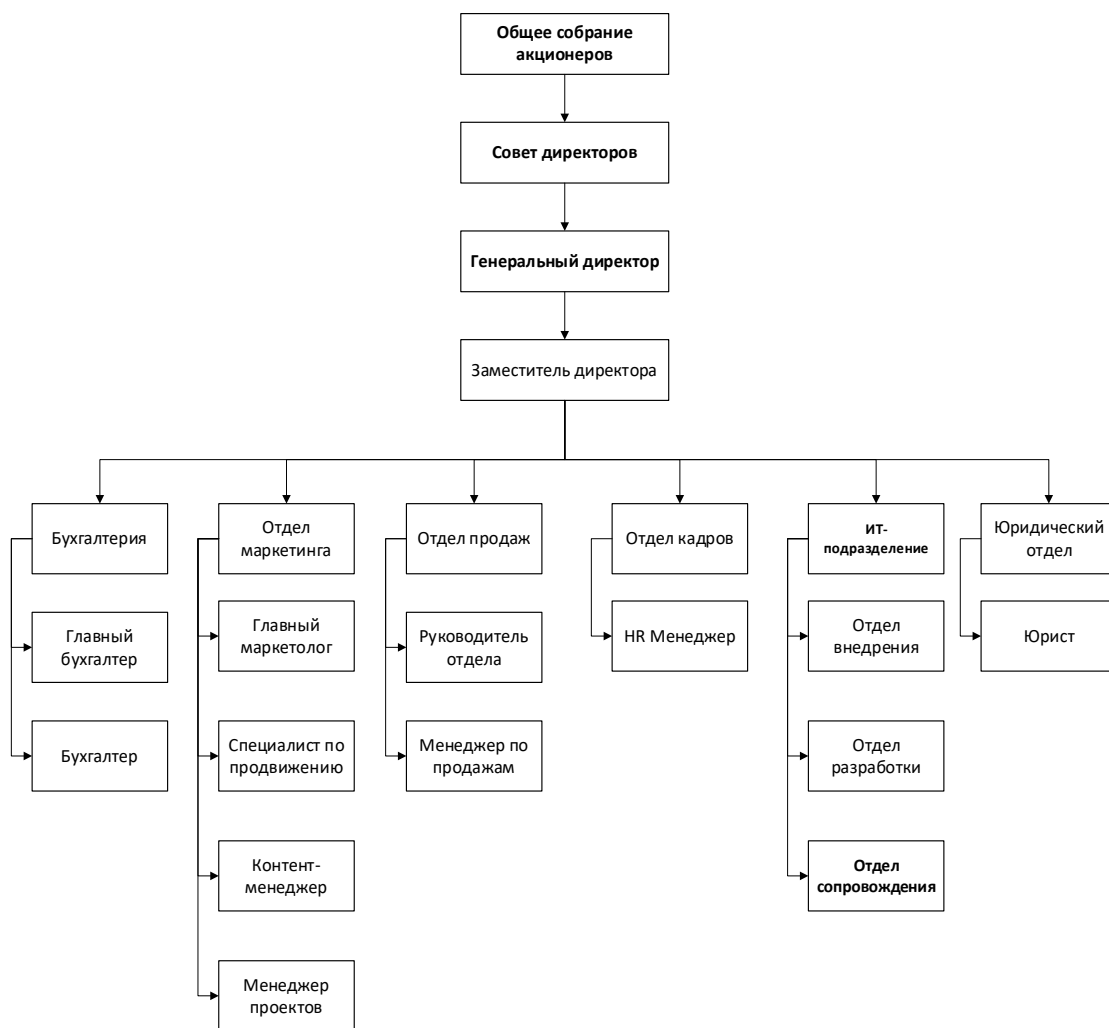 Общее собрание
акционеров
Совет директоров
Генеральный директор
Заместитель директора
Бухгалтерия
Отдел
маркетинга
Отдел продаж
Отдел кадров
ИТ-
подразделение
Юридический
отдел
Главный
бухгалтер
Главный
маркетолог
Руководитель
отдела
HR Менеджер
Отдел
внедрения
Юрист
Бухгалтер
Специалист по
продвижению
Менеджер по
продажам
Отдел
разработки
Контент-
менеджер
Отдел
сопровождения
Менеджер
проектов